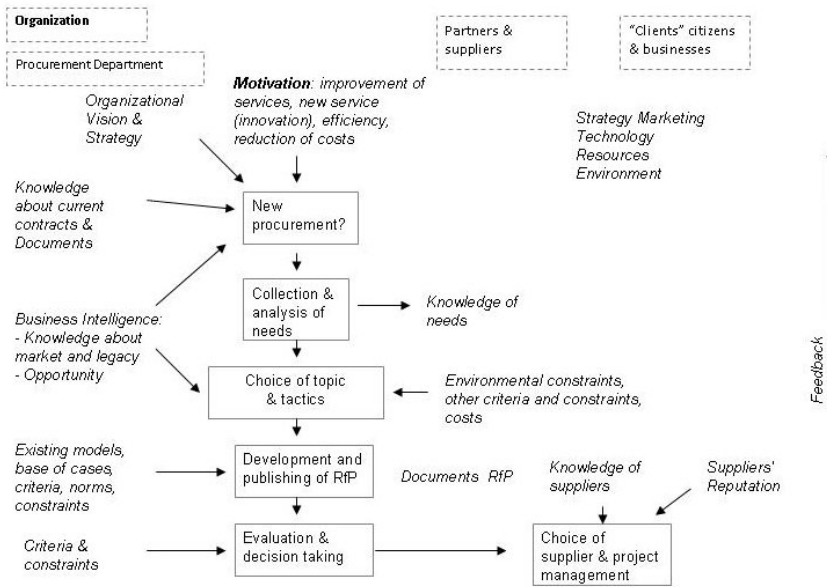 Organization
Procurement Department
Partners &
suppliers
“Clients” citizens
& businesses
Organizational
Vision &
Strategy
Motivation: improvement of
services, new service
(innovation), efficiency,
reduction of costs
Strategy Marketing
Technology
Resources
Environment
Knowledge
about current
contracts &
Documents
New
procurement?
Collection &
analysis of
needs
Knowledge of
needs
Business Intelligence:
- Knowledge about
market and legacy
- Opportunity
Choice of topic
& tactics
Environmental constraints,
other criteria and constraints,
costs
Feedback
Existing models,
base of cases,
criteria, norms,
constraints
Development and
publishing of RfP
Documents RfP
Knowledge of
suppliers
Suppliers'
Reputation
Criteria &
constraints
Evaluation &
decision taking
Choice of
supplier & project
management